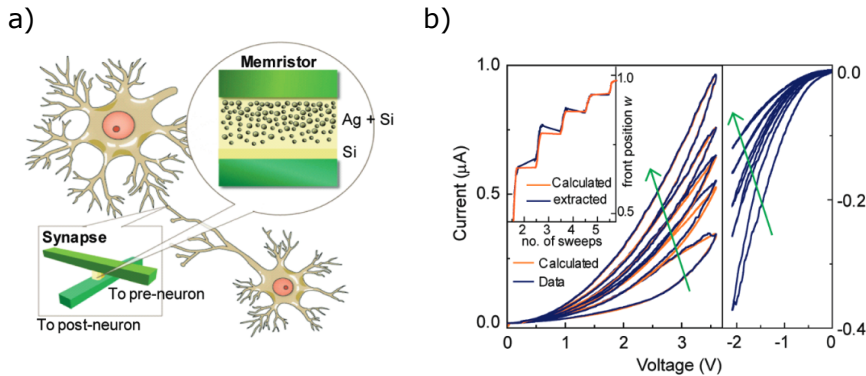 a)
Memristor
Ag + Si
Si
Synapse
To pre-neuron
To post-neuron
b)
1.0
0.5
0.0
Current (µA)
1.0
0.5
front position w
Calculated
extracted
2 3 4 5
no. of sweeps
Calculated
Data
0 1 2 3
-2 -1 0
Voltage (V)
0.0
-0.2
-0.4